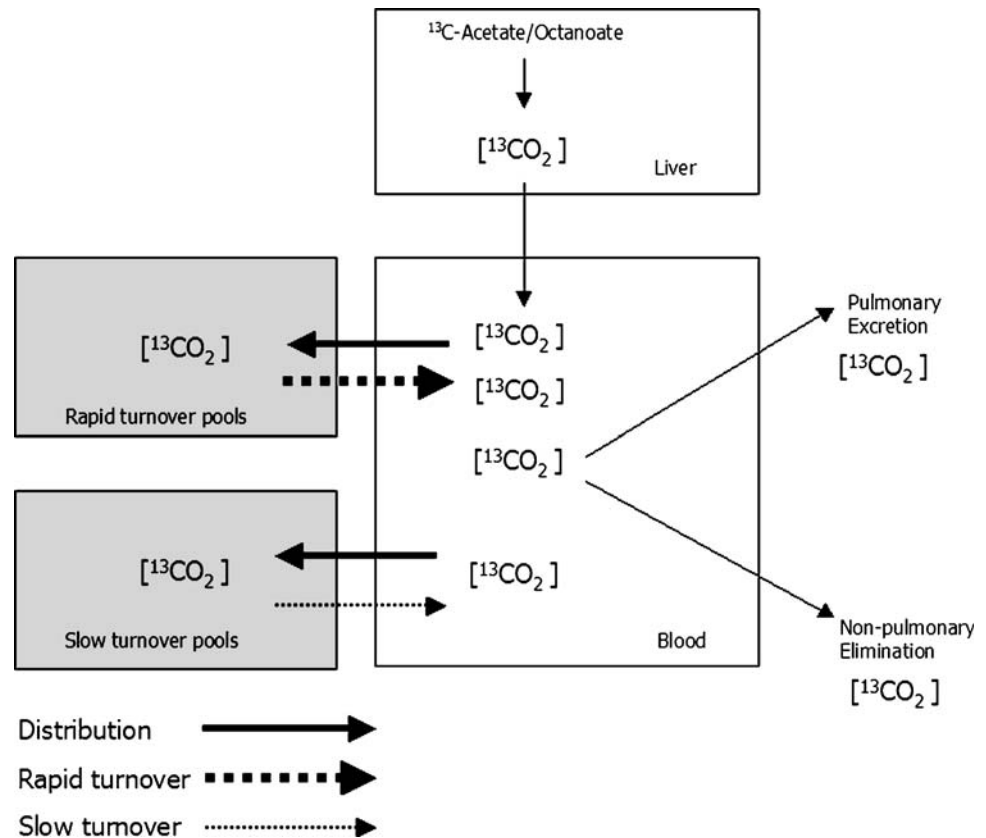 ¹³C-Acetate/Octanoate
[¹³CO₂]
Liver
[¹³CO₂]
Rapid turnover pools
[¹³CO₂]
[¹³CO₂]
[¹³CO₂]
Pulmonary
Excretion
[¹³CO₂]
[¹³CO₂]
Slow turnover pools
[¹³CO₂]
Blood
Non-pulmonary
Elimination
[¹³CO₂]
Distribution
Rapid turnover
Slow turnover